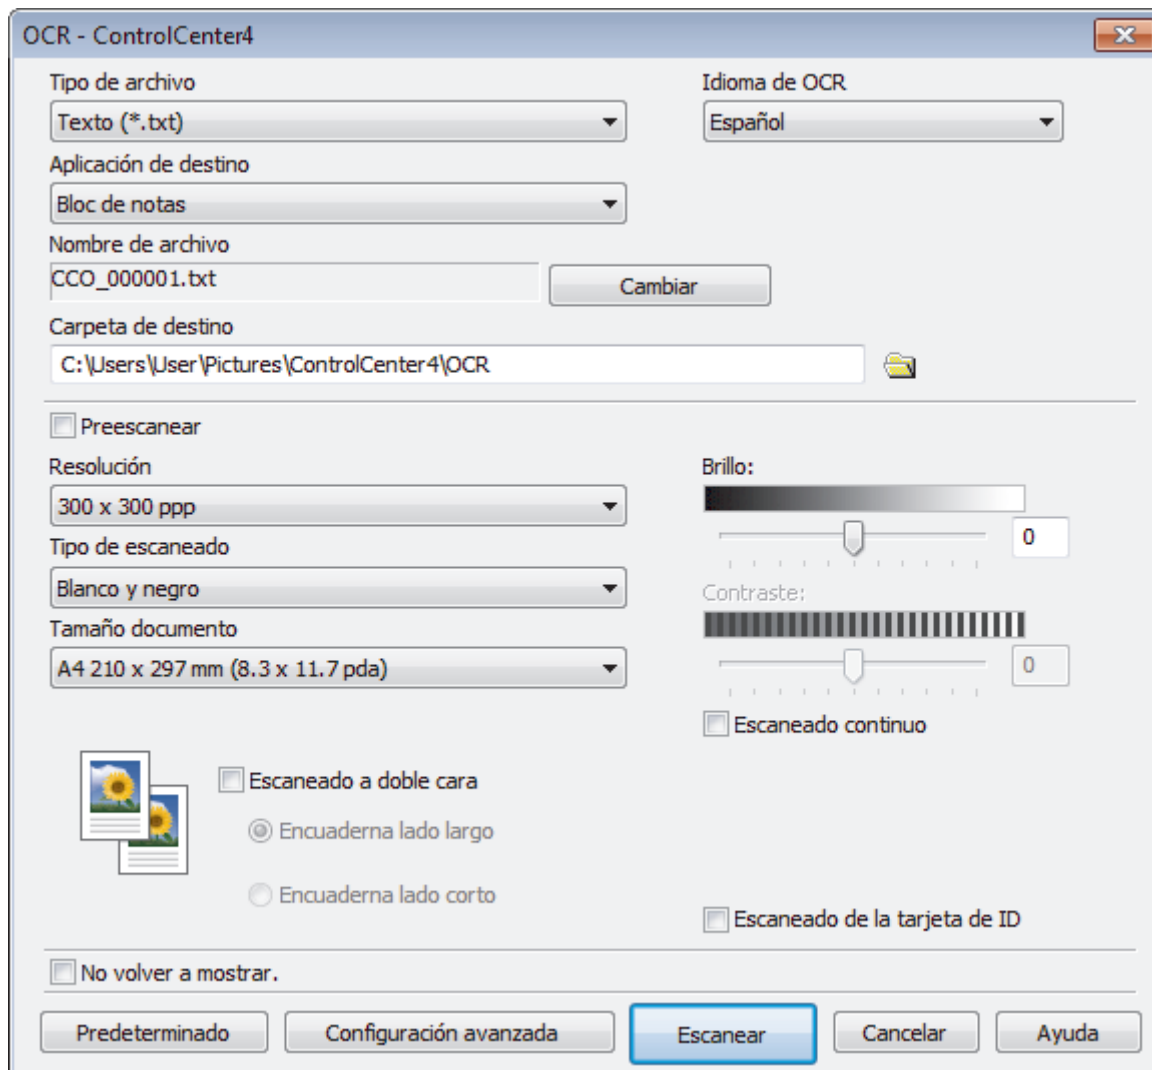 OCR - ControlCenter4
Tipo de archivo
Texto (*.txt)
Idioma de OCR
Español
Aplicación de destino
Bloc de notas
Nombre de archivo
CCO_000001.txt
Cambiar
Carpeta de destino
C:\Users\User\Pictures\ControlCenter4\OCR
Preescanear
Resolución
300 x 300 ppp
Tipo de escaneado
Blanco y negro
Tamaño documento
A4 210 x 297 mm (8.3 x 11.7 pda)
Brillo:
0
Contraste:
0
Escaneado continuo
Escaneado a doble cara
Encuaderna lado largo
Encuaderna lado corto
Escaneado de la tarjeta de ID
No volver a mostrar.
Predeterminado
Configuración avanzada
Escanear
Cancelar
Ayuda